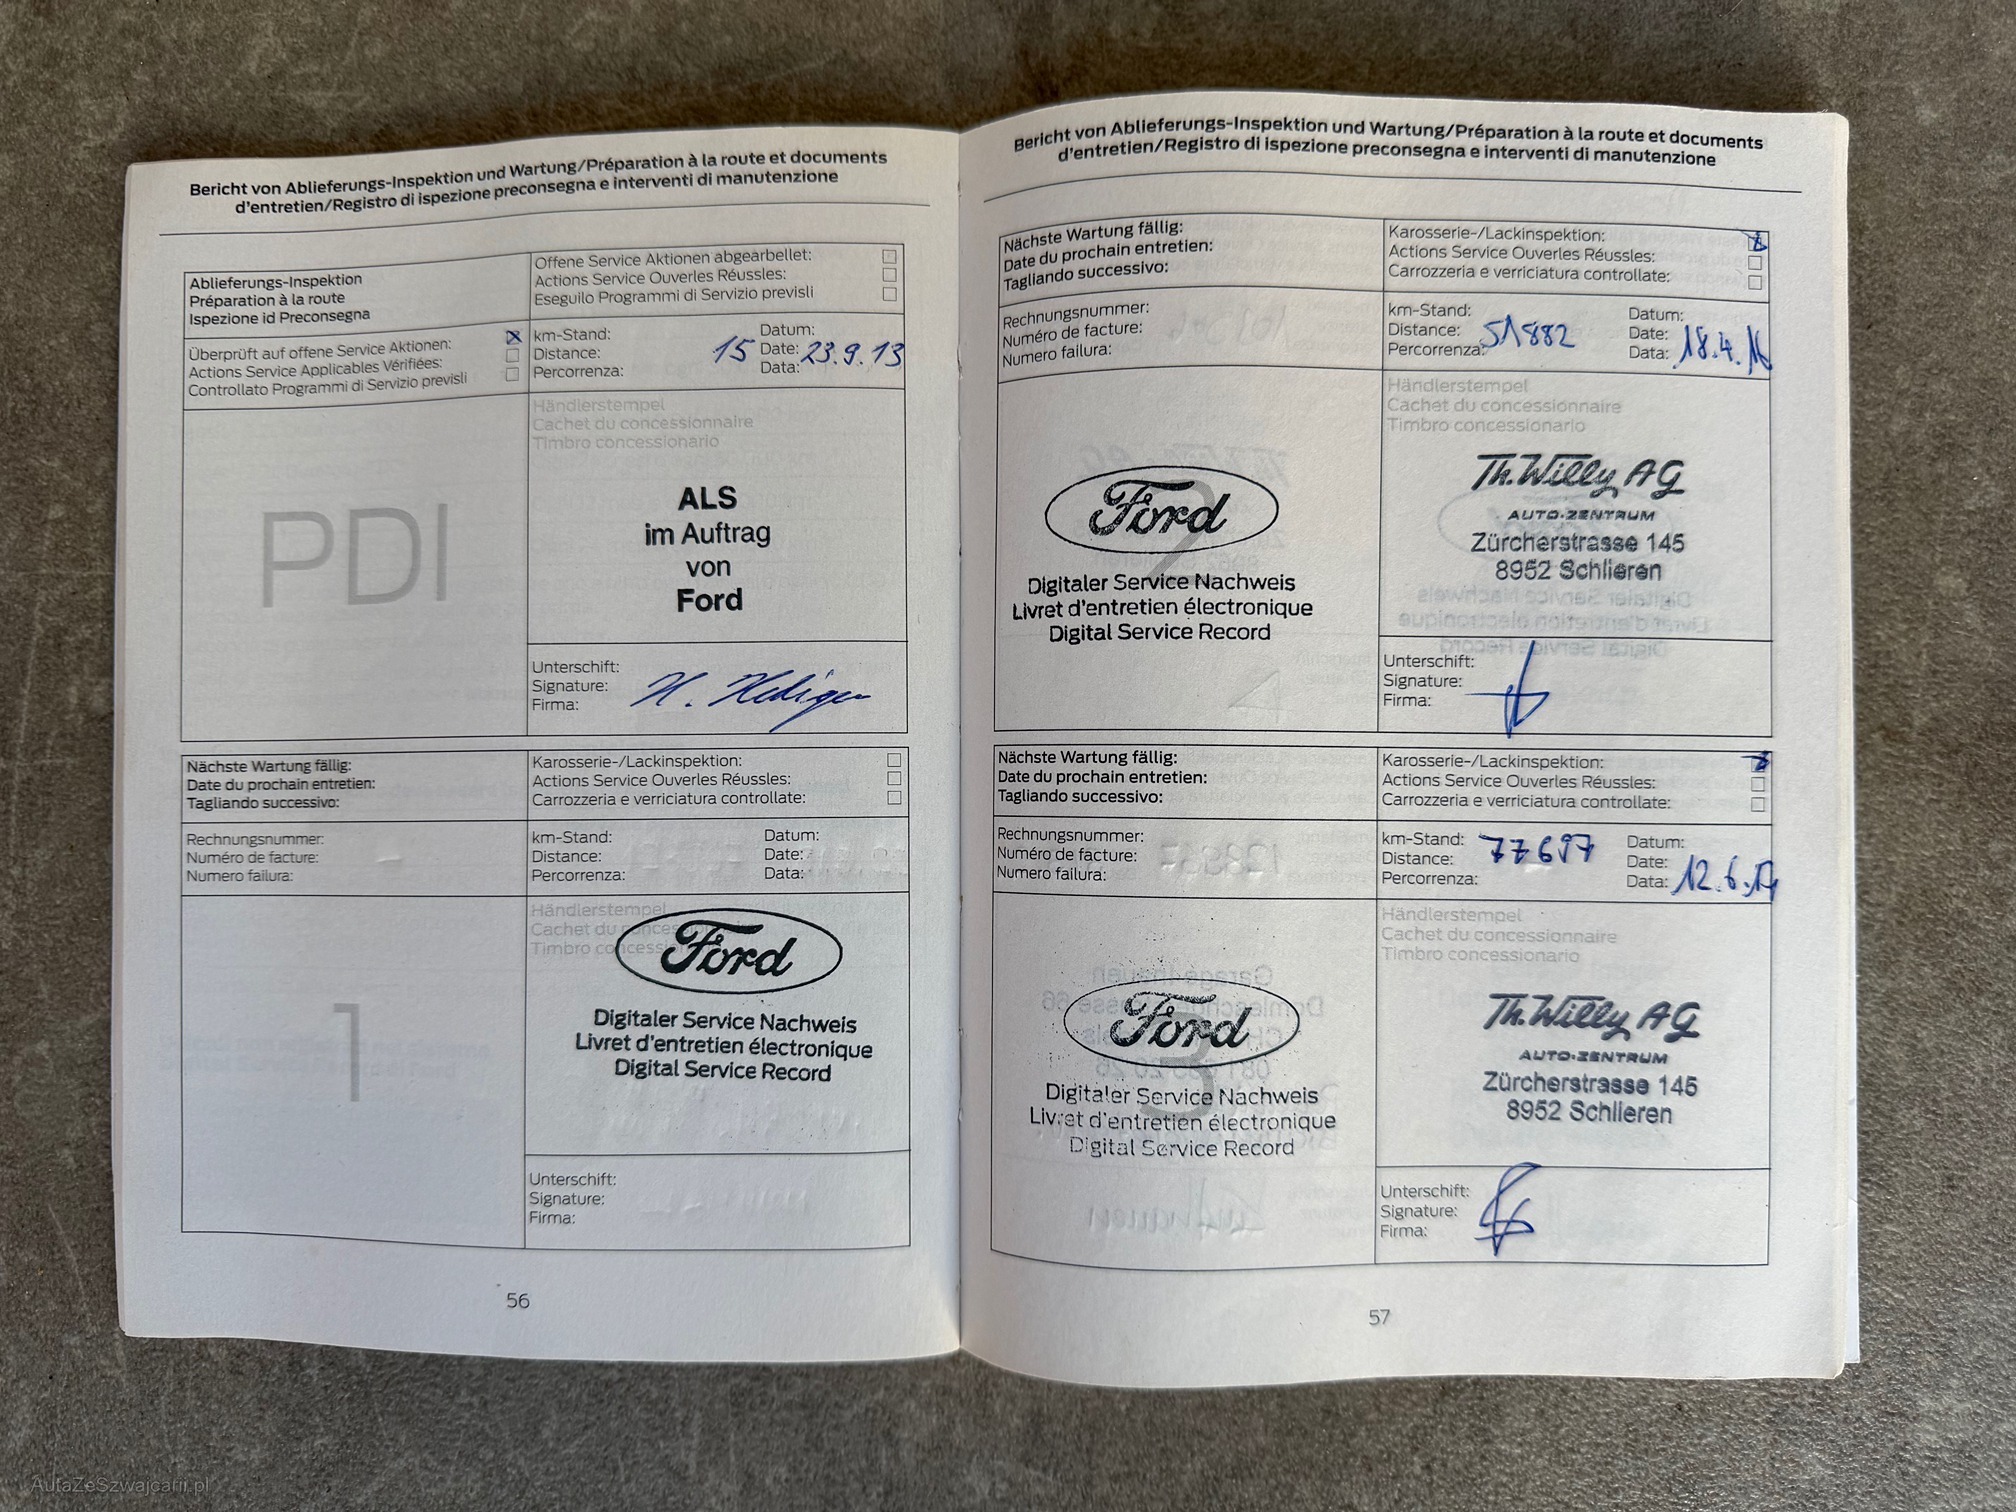 Bericht von Ablieferungs-Inspektion und Wartung/Préparation à la route et documents
d'entretien/Registro di ispezione preconsegna e interventi di manutenzione
Ablieferungs-Inspektion
Préparation à la route
Ispezione id Preconsegna
Offene Service Aktionen abgearbellet:
Actions Service Ouverles Réussles:
Eseguilo Programmi di Servizio previsli
Überprüft auf offene Service Aktionen:
Actions Service Applicables Vérifiées:
Controllato Programmi di Servizio previsli
km-Stand:
Distance: 15
Percorrenza:
Datum:
Date: 23.9.13
Data:
PDI
Händlerstempel
Cachet du concessionnaire
Timbro concessionario
ALS
im Auftrag
von
Ford
Unterschift:
Signature:
Firma:
Nächste Wartung fällig:
Date du prochain entretien:
Tagliando successivo:
Karosserie-/Lackinspektion:
Actions Service Ouverles Réussles:
Carrozzeria e verriciatura controllate:
Rechnungsnummer:
Numéro de facture:
Numero failura:
km-Stand:
Distance:
Percorrenza:
Datum:
Date:
Data:
1
Händlerstempel
Cachet du concessionnaire
Timbro concessionario
Ford
Digitaler Service Nachweis
Livret d'entretien électronique
Digital Service Record
Unterschift:
Signature:
Firma:
56
Bericht von Ablieferungs-Inspektion und Wartung/Préparation à la route et documents
d'entretien/Registro di ispezione preconsegna e interventi di manutenzione
Nächste Wartung fällig:
Date du prochain entretien:
Tagliando successivo:
Karosserie-/Lackinspektion:
Actions Service Ouverles Réussles:
Carrozzeria e verriciatura controllate:
Rechnungsnummer:
Numéro de facture:
Numero failura:
km-Stand:
Distance: 51882
Percorrenza:
Datum:
Date:
Data: 18.4.16
2
Ford
Digitaler Service Nachweis
Livret d'entretien électronique
Digital Service Record
Händlerstempel
Cachet du concessionnaire
Timbro concessionario
Th. Willy AG
AUTO-ZENTRUM
Zürcherstrasse 145
8952 Schlieren
Unterschift:
Signature:
Firma:
Nächste Wartung fällig:
Date du prochain entretien:
Tagliando successivo:
Karosserie-/Lackinspektion:
Actions Service Ouverles Réussles:
Carrozzeria e verriciatura controllate:
Rechnungsnummer:
Numéro de facture:
Numero failura:
km-Stand: 77697
Distance:
Percorrenza:
Datum:
Date:
Data: 12.6.17
3
Ford
Digitaler Service Nachweis
Livret d'entretien électronique
Digital Service Record
Händlerstempel
Cachet du concessionnaire
Timbro concessionario
Th. Willy AG
AUTO-ZENTRUM
Zürcherstrasse 145
8952 Schlieren
Unterschift:
Signature:
Firma:
57
AutaZeSzwajcarii.pl